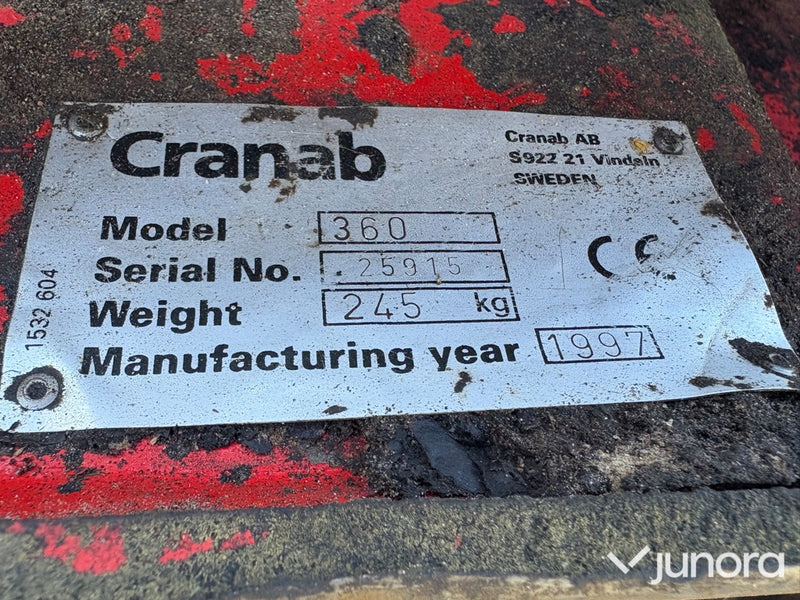 Cranab
Cranab AB
S922 21 Vindeln
SWEDEN
Model 360
Serial No. 25915
Weight 245 kg
Manufacturing year 1997
CE
1532 604
junora